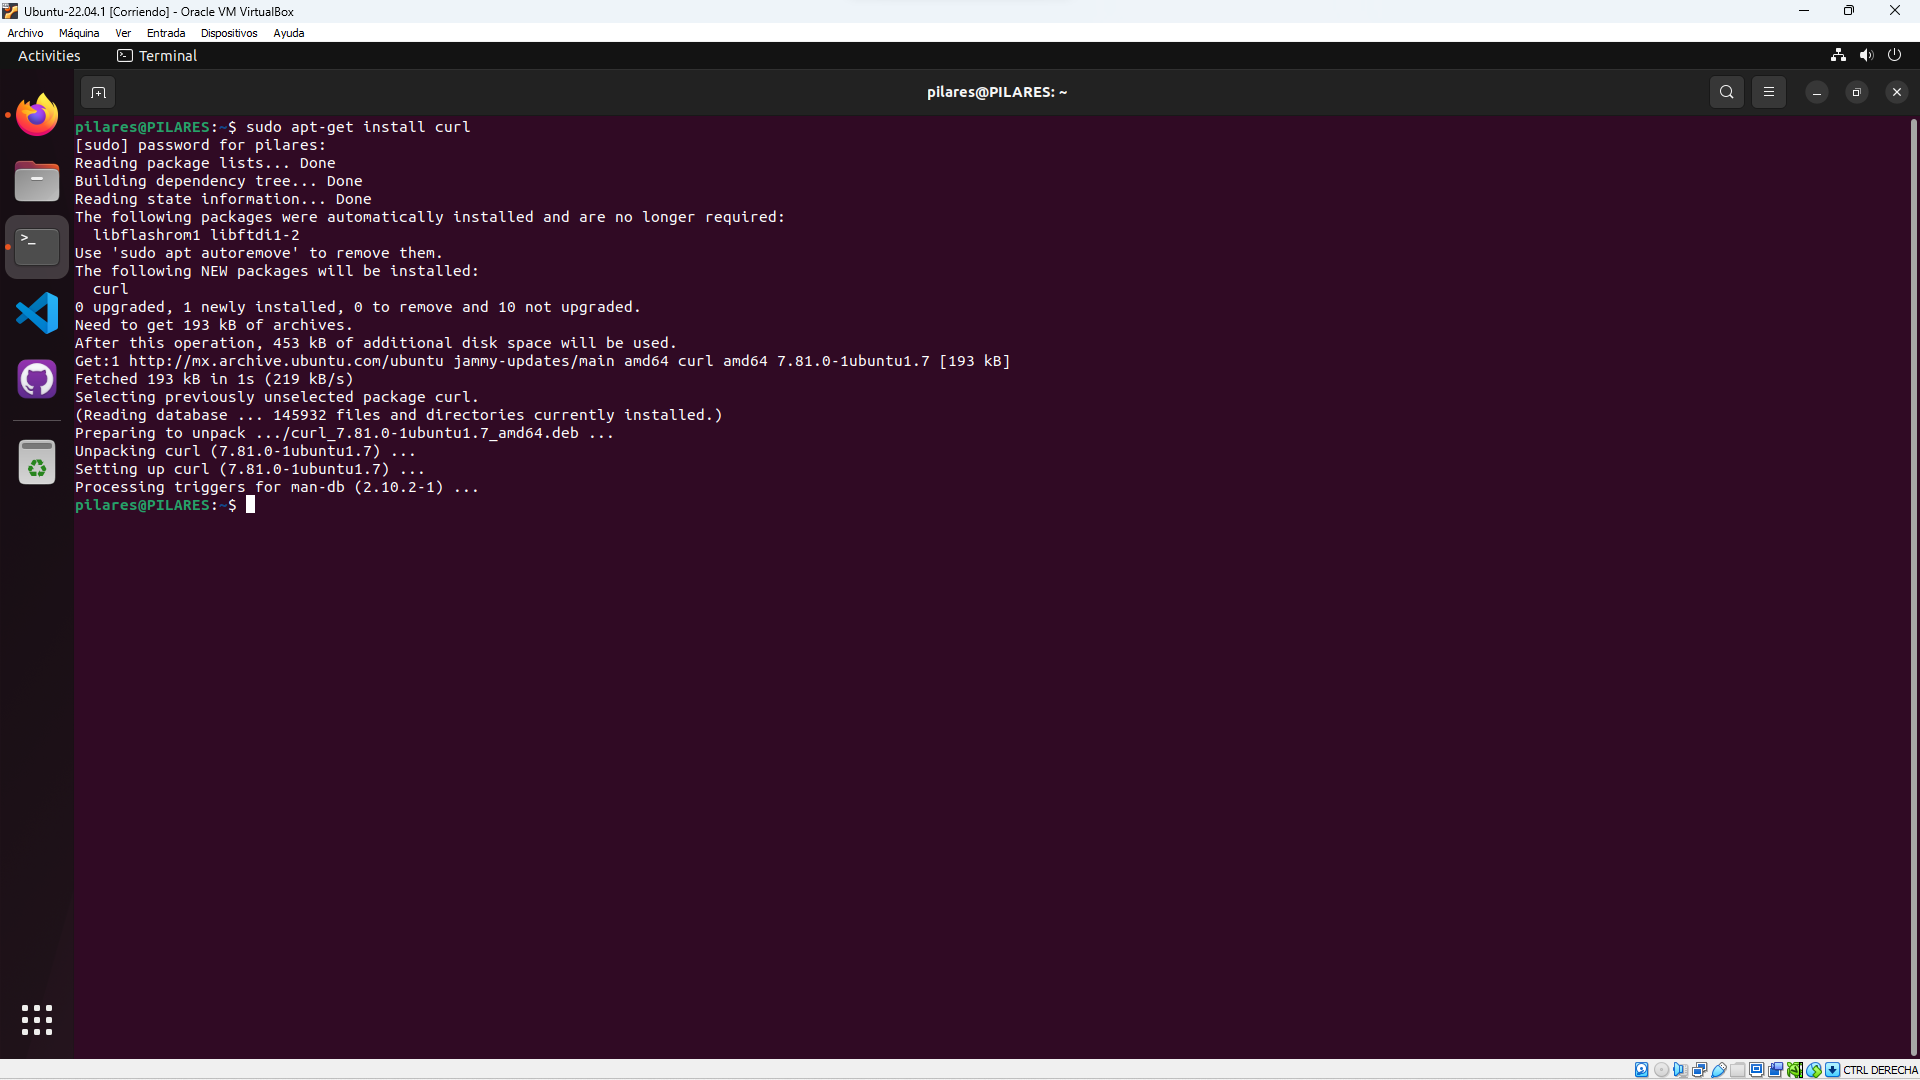 Ubuntu-22.04.1 [Corriendo] - Oracle VM VirtualBox
Archivo Máquina Ver Entrada Dispositivos Ayuda
Activities Terminal
pilares@PILARES: ~
pilares@PILARES:~$ sudo apt-get install curl
[sudo] password for pilares:
Reading package lists... Done
Building dependency tree... Done
Reading state information... Done
The following packages were automatically installed and are no longer required:
  libflashrom1 libftdi1-2
Use 'sudo apt autoremove' to remove them.
The following NEW packages will be installed:
  curl
0 upgraded, 1 newly installed, 0 to remove and 10 not upgraded.
Need to get 193 kB of archives.
After this operation, 453 kB of additional disk space will be used.
Get:1 http://mx.archive.ubuntu.com/ubuntu jammy-updates/main amd64 curl amd64 7.81.0-1ubuntu1.7 [193 kB]
Fetched 193 kB in 1s (219 kB/s)
Selecting previously unselected package curl.
(Reading database ... 145932 files and directories currently installed.)
Preparing to unpack .../curl_7.81.0-1ubuntu1.7_amd64.deb ...
Unpacking curl (7.81.0-1ubuntu1.7) ...
Setting up curl (7.81.0-1ubuntu1.7) ...
Processing triggers for man-db (2.10.2-1) ...
pilares@PILARES:~$
CTRL DERECHA